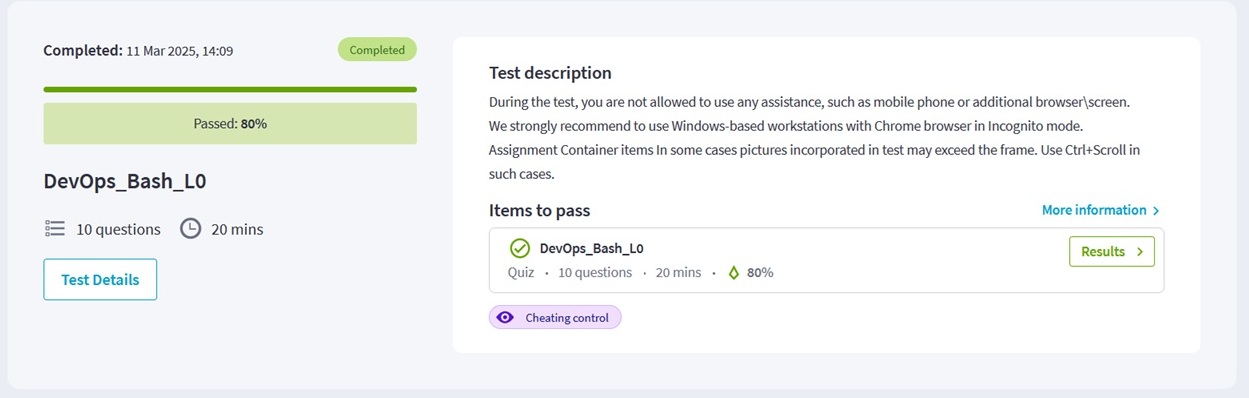 Completed: 11 Mar 2025, 14:09
Completed
Passed: 80%
DevOps_Bash_L0
10 questions
20 mins
Test Details
Test description
During the test, you are not allowed to use any assistance, such as mobile phone or additional browser\screen.
We strongly recommend to use Windows-based workstations with Chrome browser in Incognito mode.
Assignment Container items In some cases pictures incorporated in test may exceed the frame. Use Ctrl+Scroll in
such cases.
Items to pass
More information
DevOps_Bash_L0
Quiz • 10 questions • 20 mins • 80%
Results
Cheating control